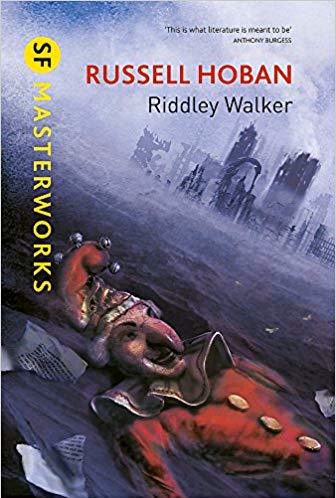 'This is what literature is meant to be'
ANTHONY BURGESS
SF MASTERWORKS
RUSSELL HOBAN
Riddley Walker